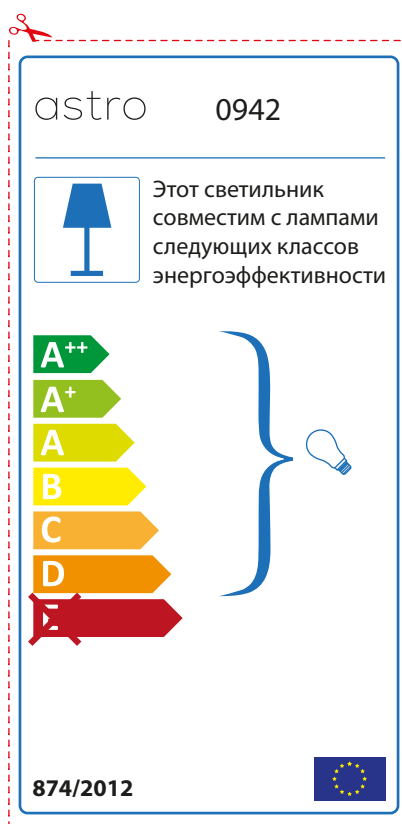 astro 0942
Этот светильник
совместим с лампами
следующих классов
энергоэффективности
A++
A+
A
B
C
D
E
874/2012